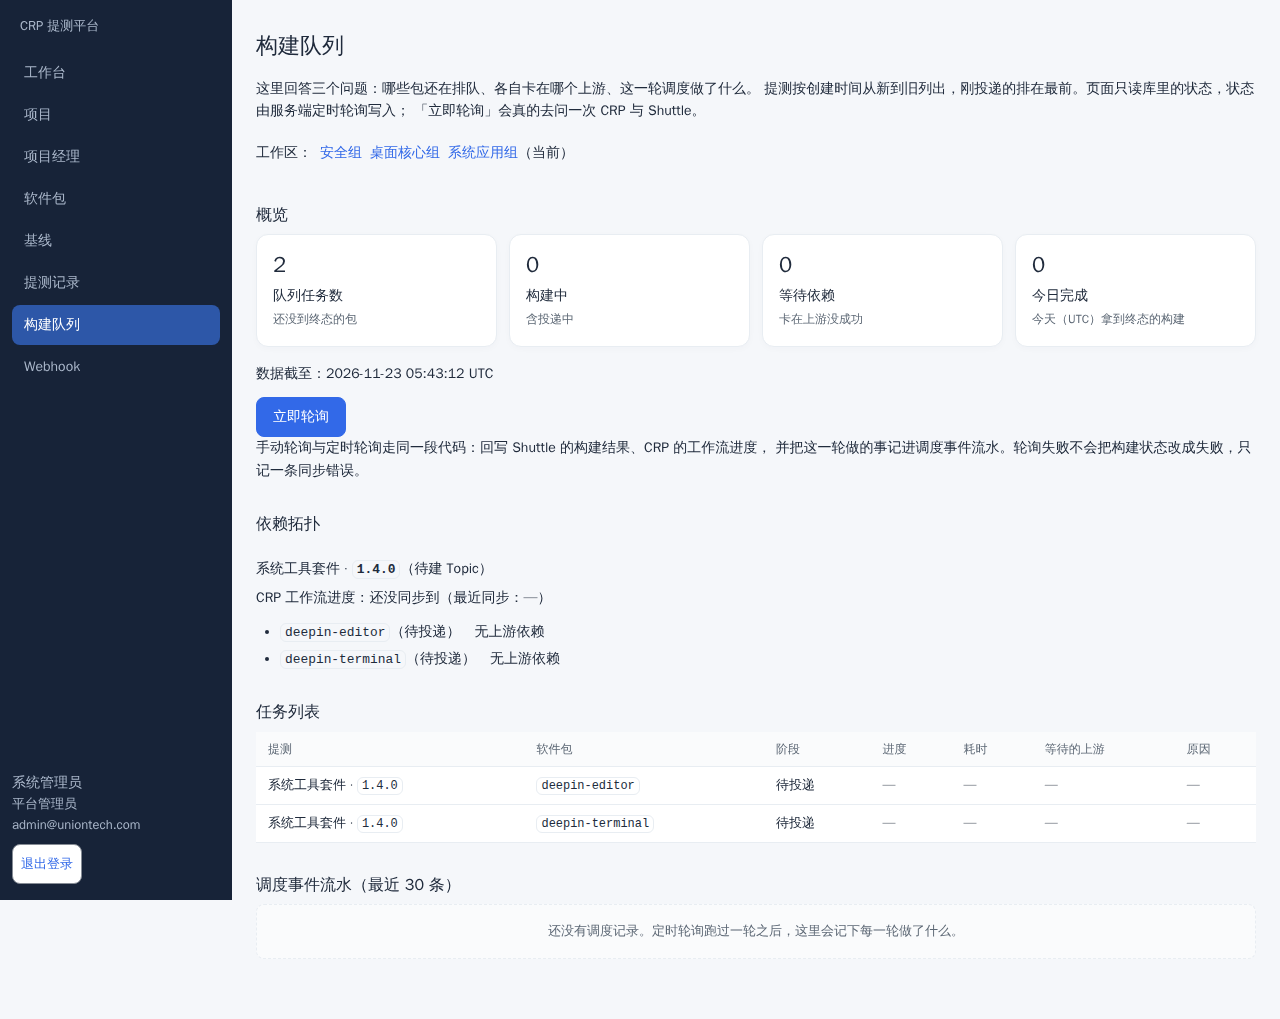 CRP 提测平台
工作台
项目
项目经理
软件包
基线
提测记录
构建队列
Webhook
系统管理员
平台管理员
admin@uniontech.com
退出登录
构建队列
这里回答三个问题：哪些包还在排队、各自卡在哪个上游、这一轮调度做了什么。 提测按创建时间从新到旧列出，刚投递的排在最前。页面只读库里的状态，状态
由服务端定时轮询写入； 「立即轮询」会真的去问一次 CRP 与 Shuttle。
工作区： 安全组 桌面核心组 系统应用组（当前）
概览
2
队列任务数
还没到终态的包
0
构建中
含投递中
0
等待依赖
卡在上游没成功
0
今日完成
今天（UTC）拿到终态的构建
数据截至：2026-11-23 05:43:12 UTC
立即轮询
手动轮询与定时轮询走同一段代码：回写 Shuttle 的构建结果、CRP 的工作流进度， 并把这一轮做的事记进调度事件流水。轮询失败不会把构建状态改成失败，只
记一条同步错误。
依赖拓扑
系统工具套件 · 1.4.0（待建 Topic）
CRP 工作流进度：还没同步到（最近同步：—）
• deepin-editor（待投递） 无上游依赖
• deepin-terminal（待投递） 无上游依赖
任务列表
提测 软件包 阶段 进度 耗时 等待的上游 原因
系统工具套件 · 1.4.0 deepin-editor 待投递 — — — —
系统工具套件 · 1.4.0 deepin-terminal 待投递 — — — —
调度事件流水（最近 30 条）
还没有调度记录。定时轮询跑过一轮之后，这里会记下每一轮做了什么。